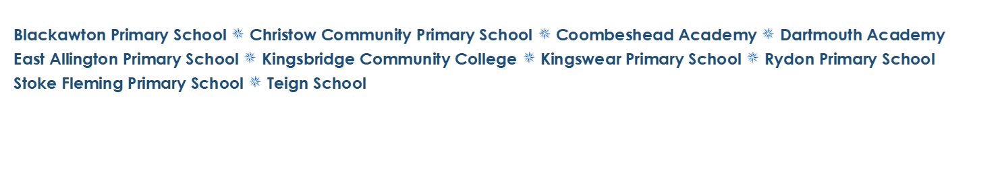 Blackawton Primary School ✵ Christow Community Primary School ✵ Coombeshead Academy ✵ Dartmouth Academy
East Allington Primary School ✵ Kingsbridge Community College ✵ Kingswear Primary School ✵ Rydon Primary School
Stoke Fleming Primary School ✵ Teign School